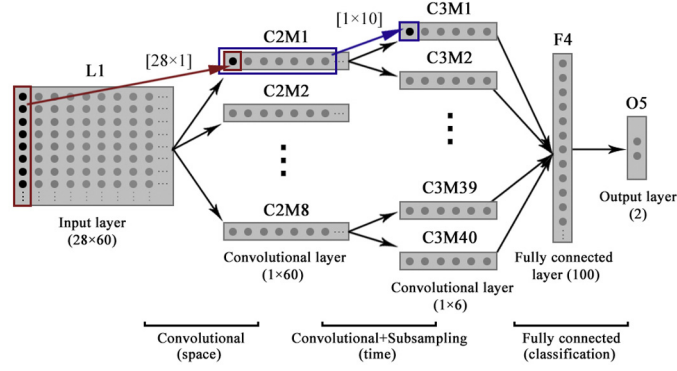 [1×10]
C3M1
C2M1
F4
[28×1]
L1
C3M2
C2M2
O5
C3M39
Output layer
(2)
C2M8
Input layer
(28×60)
C3M40
Convolutional layer
(1×60)
Fully connected
layer (100)
Convolutional layer
(1×6)
Convolutional
(space)
Convolutional+Subsampling
(time)
Fully connected
(classification)